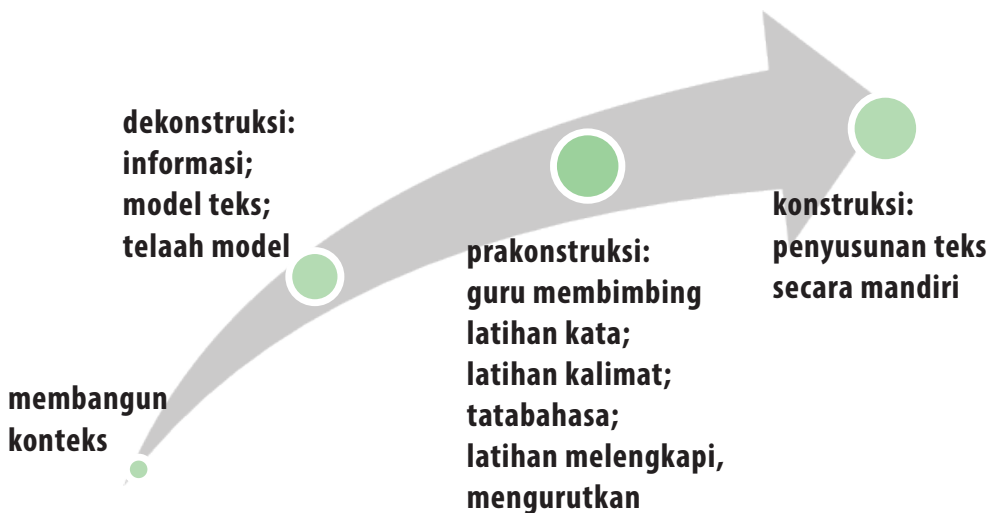 membangun
konteks
dekonstruksi:
informasi;
model teks;
telaah model
prakonstruksi:
guru membimbing
latihan kata;
latihan kalimat;
tatabahasa;
latihan melengkapi,
mengurutkan
konstruksi:
penyusunan teks
secara mandiri